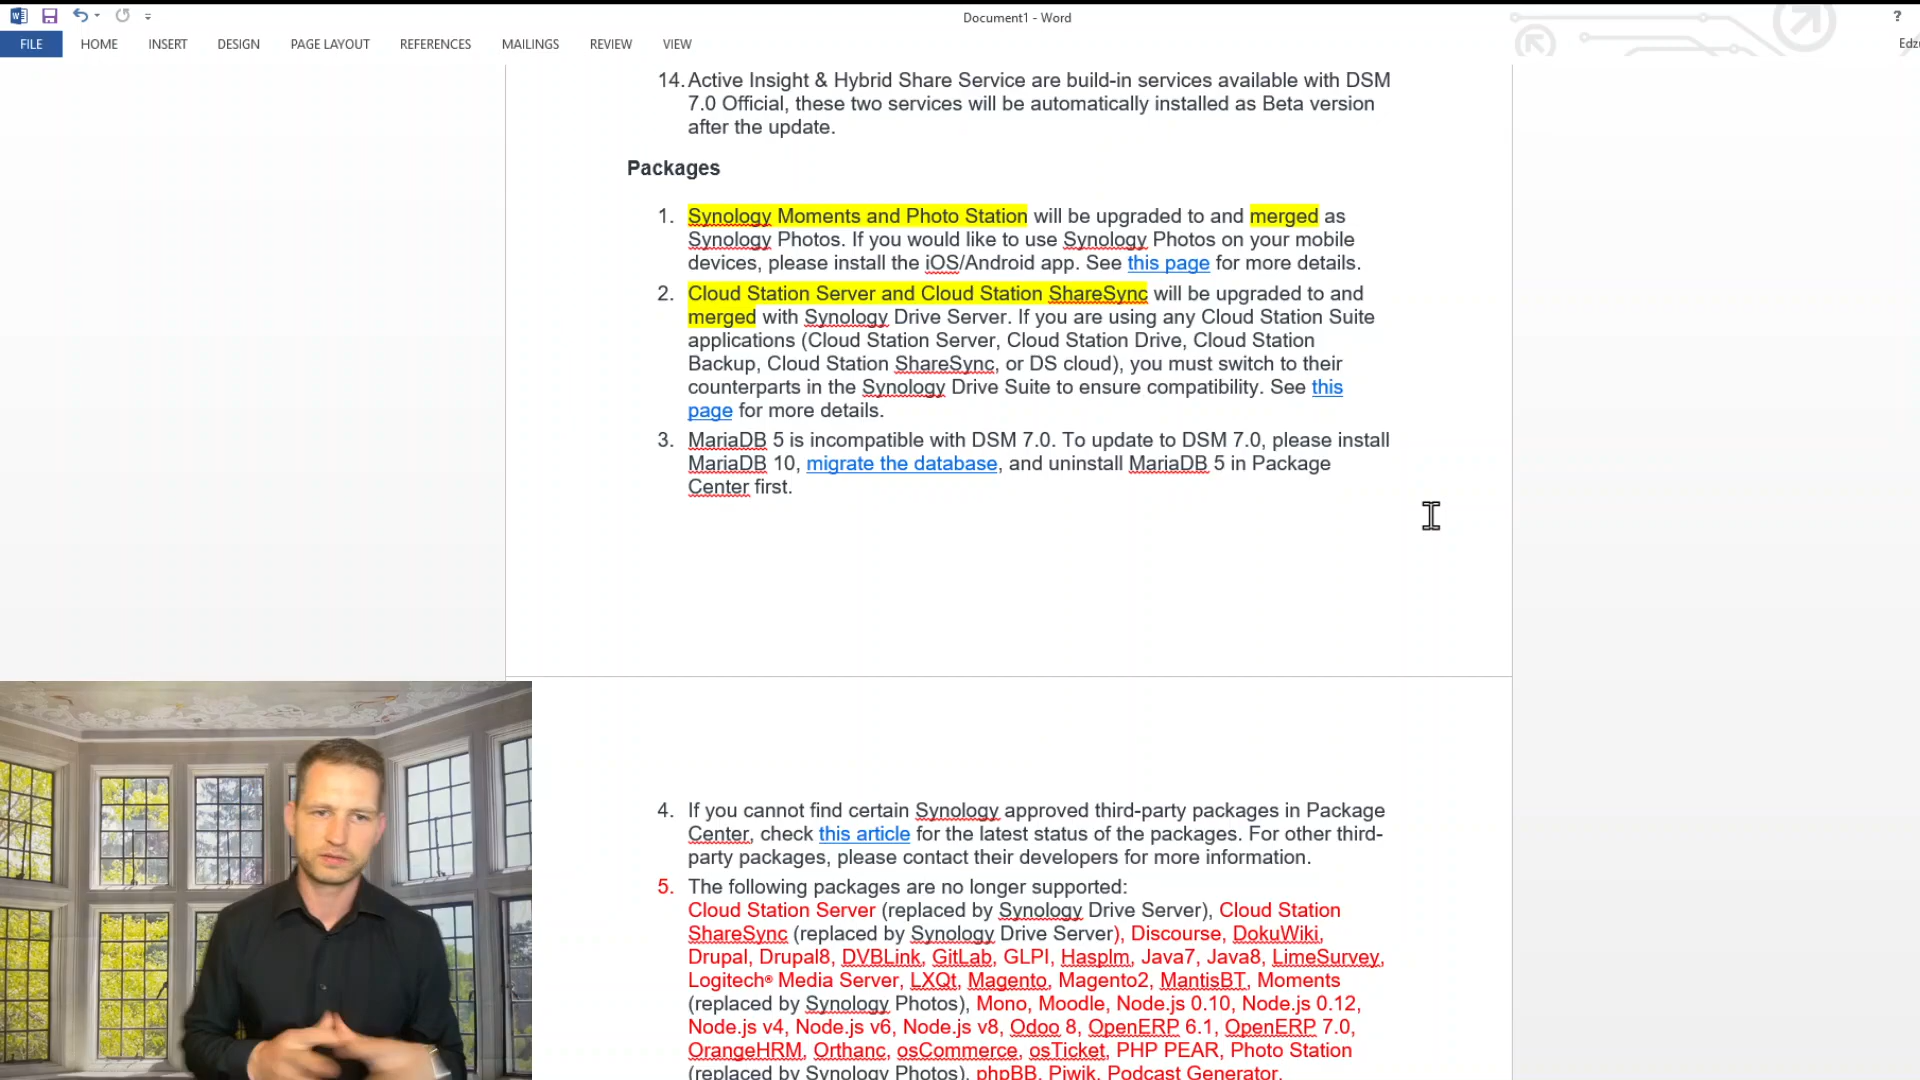 Document1 - Word
?
FILE HOME INSERT DESIGN PAGE LAYOUT REFERENCES MAILINGS REVIEW VIEW
14. Active Insight & Hybrid Share Service are build-in services available with DSM
7.0 Official, these two services will be automatically installed as Beta version
after the update.
Packages
1. Synology Moments and Photo Station will be upgraded to and merged as
Synology Photos. If you would like to use Synology Photos on your mobile
devices, please install the iOS/Android app. See this page for more details.
2. Cloud Station Server and Cloud Station ShareSync will be upgraded to and
merged with Synology Drive Server. If you are using any Cloud Station Suite
applications (Cloud Station Server, Cloud Station Drive, Cloud Station
Backup, Cloud Station ShareSync, or DS cloud), you must switch to their
counterparts in the Synology Drive Suite to ensure compatibility. See this
page for more details.
3. MariaDB 5 is incompatible with DSM 7.0. To update to DSM 7.0, please install
MariaDB 10, migrate the database, and uninstall MariaDB 5 in Package
Center first.
4. If you cannot find certain Synology approved third-party packages in Package
Center, check this article for the latest status of the packages. For other third-
party packages, please contact their developers for more information.
5. The following packages are no longer supported:
Cloud Station Server (replaced by Synology Drive Server), Cloud Station
ShareSync (replaced by Synology Drive Server), Discourse, DokuWiki,
Drupal, Drupal8, DVBLink, GitLab, GLPI, Hasplm, Java7, Java8, LimeSurvey,
Logitech® Media Server, LXQt, Magento, Magento2, MantisBT, Moments
(replaced by Synology Photos), Mono, Moodle, Node.js 0.10, Node.js 0.12,
Node.js v4, Node.js v6, Node.js v8, Odoo 8, OpenERP 6.1, OpenERP 7.0,
OrangeHRM, Orthanc, osCommerce, osTicket, PHP PEAR, Photo Station
(replaced by Synology Photos), phpBB, Piwik, Podcast Generator,